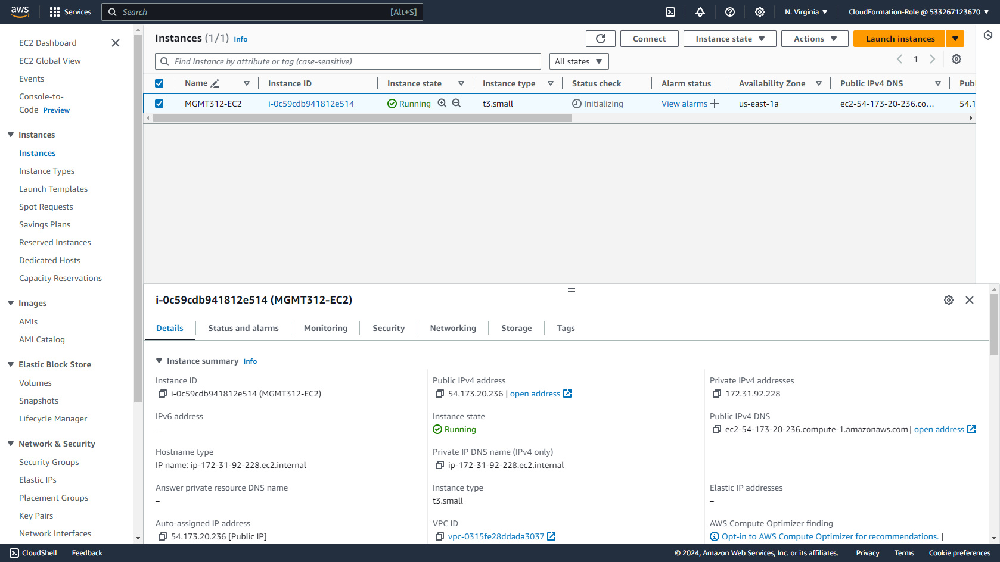 aws
Services
Search [Alt+S]
N. Virginia
CloudFormation-Role @ 533267123670
EC2 Dashboard
EC2 Global View
Events
Console-to-
Code Preview
Instances
Instances
Instance Types
Launch Templates
Spot Requests
Savings Plans
Reserved Instances
Dedicated Hosts
Capacity Reservations
Images
AMIs
AMI Catalog
Elastic Block Store
Volumes
Snapshots
Lifecycle Manager
Network & Security
Security Groups
Elastic IPs
Placement Groups
Key Pairs
Network Interfaces
Instances (1/1) Info
Connect
Instance state
Actions
Launch instances
Find Instance by attribute or tag (case-sensitive)
All states
1
Name Instance ID Instance state Instance type Status check Alarm status Availability Zone Public IPv4 DNS Publ
MGMT312-EC2 i-0c59cdb941812e514 Running t3.small Initializing View alarms us-east-1a ec2-54-173-20-236.co... 54.1
i-0c59cdb941812e514 (MGMT312-EC2)
Details Status and alarms Monitoring Security Networking Storage Tags
Instance summary Info
Instance ID
i-0c59cdb941812e514 (MGMT312-EC2)
Public IPv4 address
54.173.20.236 | open address
Private IPv4 addresses
172.31.92.228
IPv6 address
–
Instance state
Running
Public IPv4 DNS
ec2-54-173-20-236.compute-1.amazonaws.com | open address
Hostname type
IP name: ip-172-31-92-228.ec2.internal
Private IP DNS name (IPv4 only)
ip-172-31-92-228.ec2.internal
Answer private resource DNS name
–
Instance type
t3.small
Elastic IP addresses
–
Auto-assigned IP address
54.173.20.236 [Public IP]
VPC ID
vpc-0315fe28ddada3037
AWS Compute Optimizer finding
Opt-in to AWS Compute Optimizer for recommendations. |
CloudShell
Feedback
© 2024, Amazon Web Services, Inc. or its affiliates.
Privacy
Terms
Cookie preferences